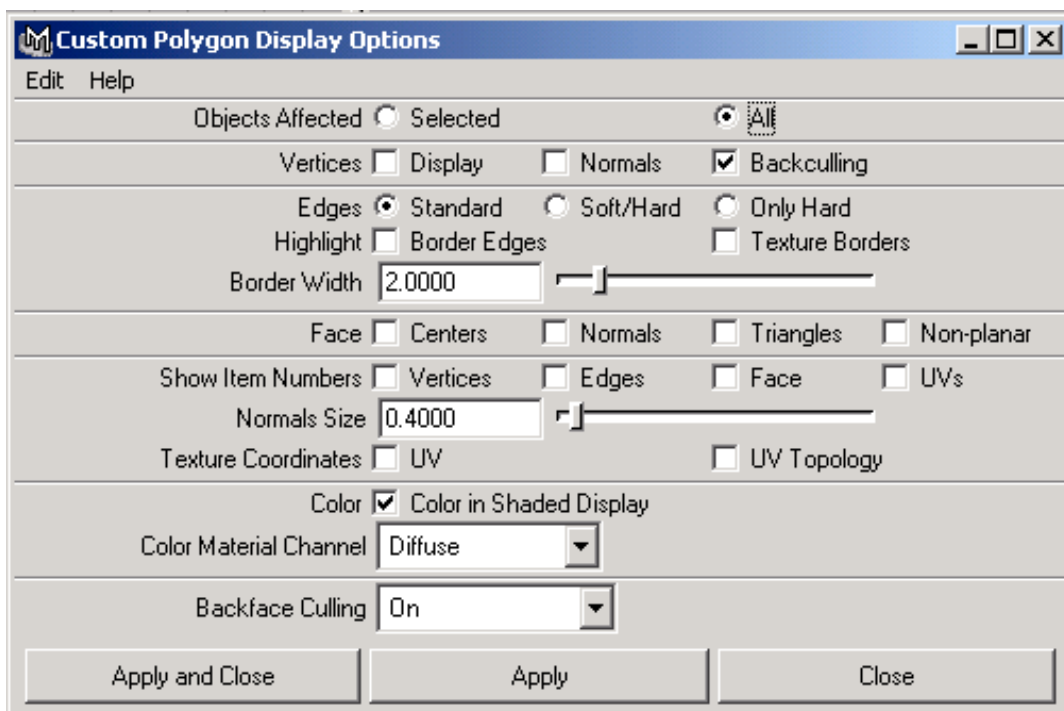 Custom Polygon Display Options
Edit Help
Objects Affected Selected All
Vertices Display Normals Backculling
Edges Standard Soft/Hard Only Hard
Highlight Border Edges Texture Borders
Border Width 2.0000
Face Centers Normals Triangles Non-planar
Show Item Numbers Vertices Edges Face UVs
Normals Size 0.4000
Texture Coordinates UV UV Topology
Color Color in Shaded Display
Color Material Channel Diffuse
Backface Culling On
Apply and Close Apply Close